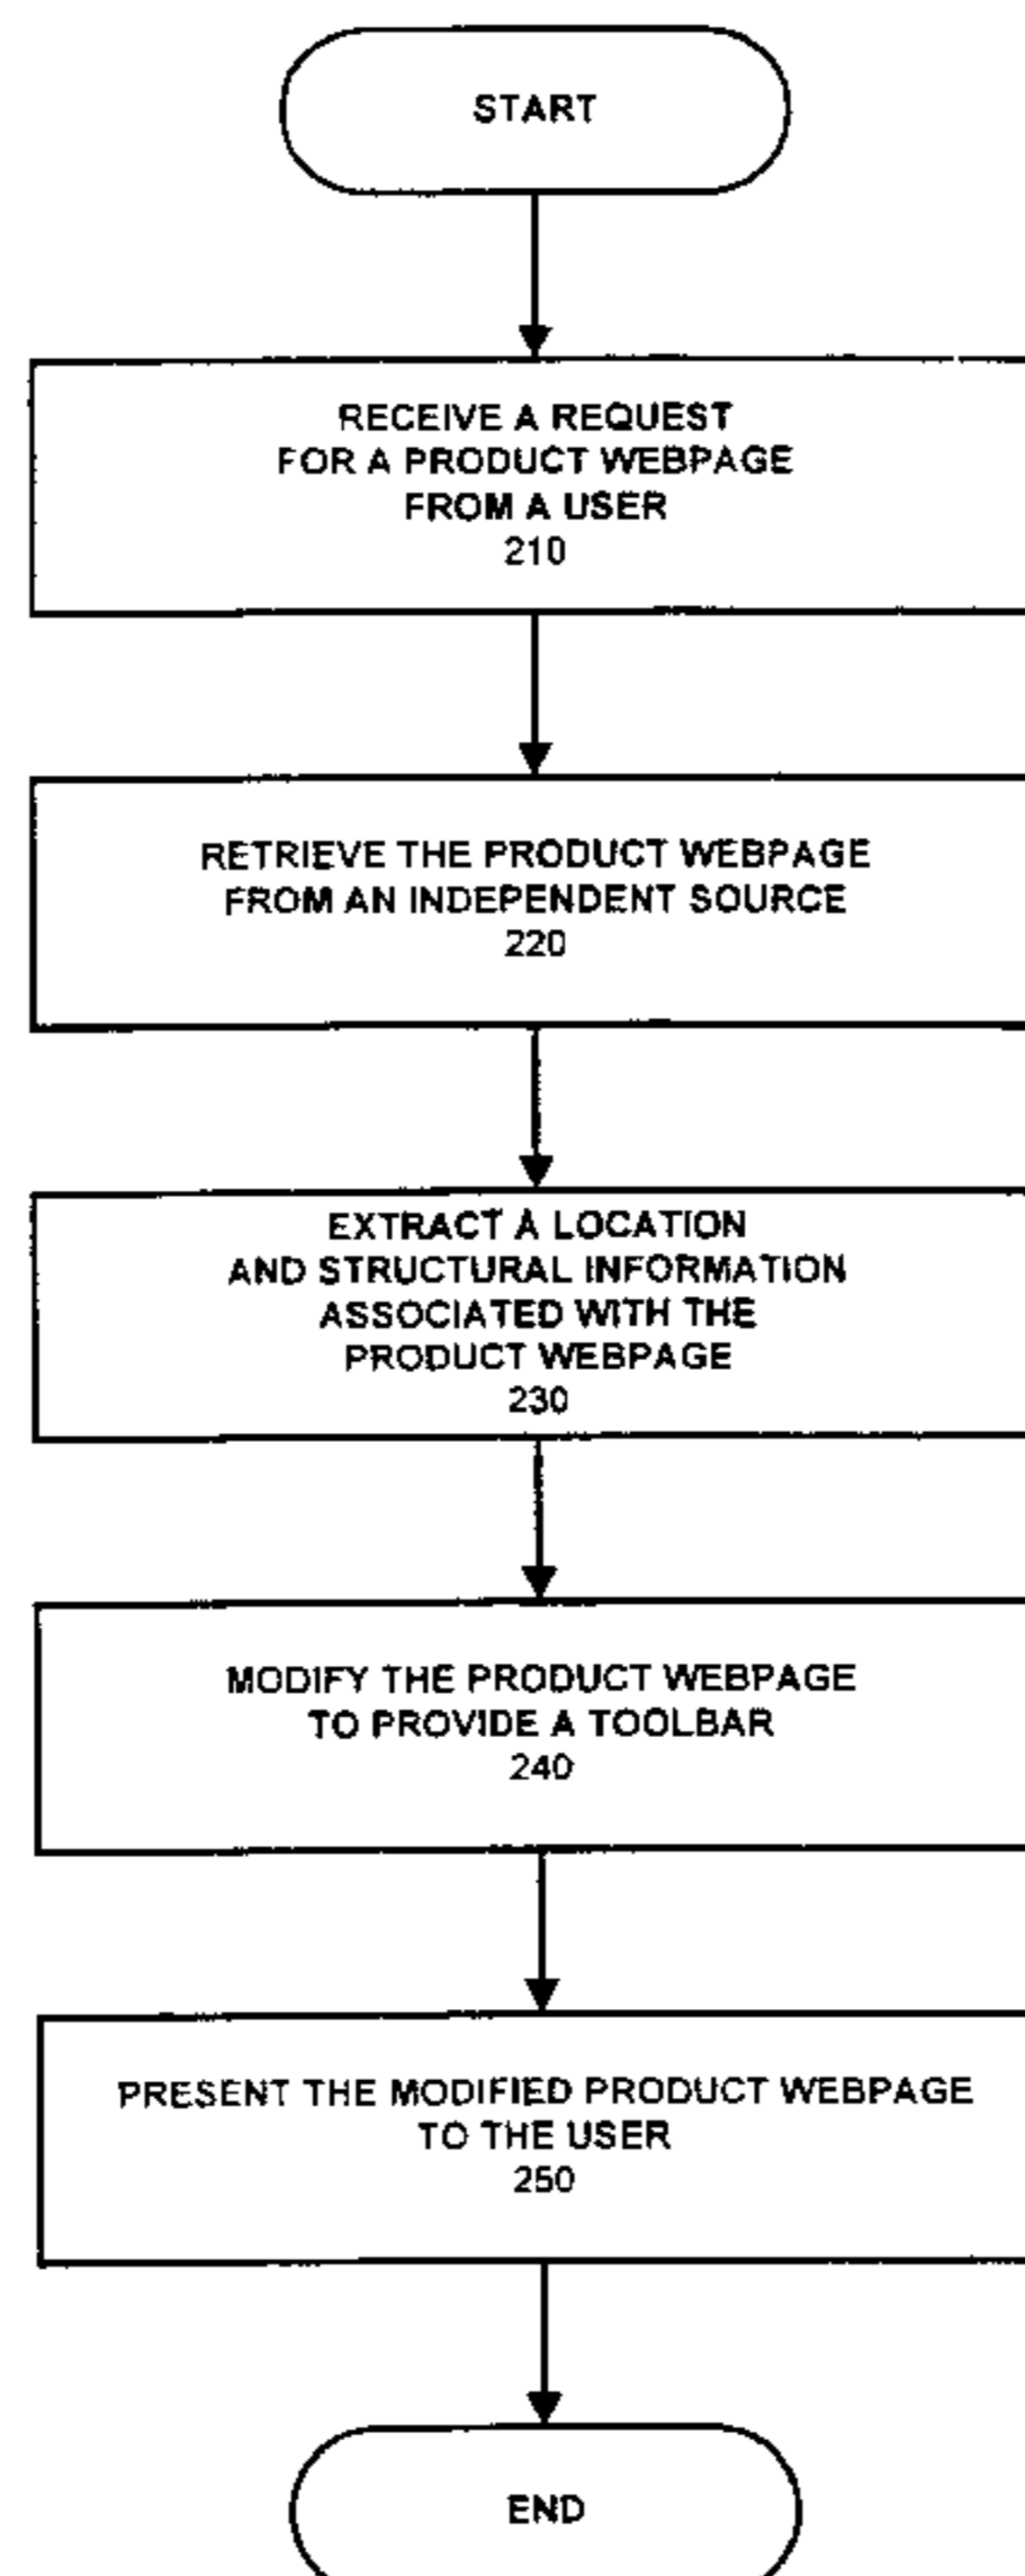 START
RECEIVE A REQUEST
FOR A PRODUCT WEBPAGE
FROM A USER
210
RETRIEVE THE PRODUCT WEBPAGE
FROM AN INDEPENDENT SOURCE
220
EXTRACT A LOCATION
AND STRUCTURAL INFORMATION
ASSOCIATED WITH THE
PRODUCT WEBPAGE
230
MODIFY THE PRODUCT WEBPAGE
TO PROVIDE A TOOLBAR
240
PRESENT THE MODIFIED PRODUCT WEBPAGE
TO THE USER
250
END